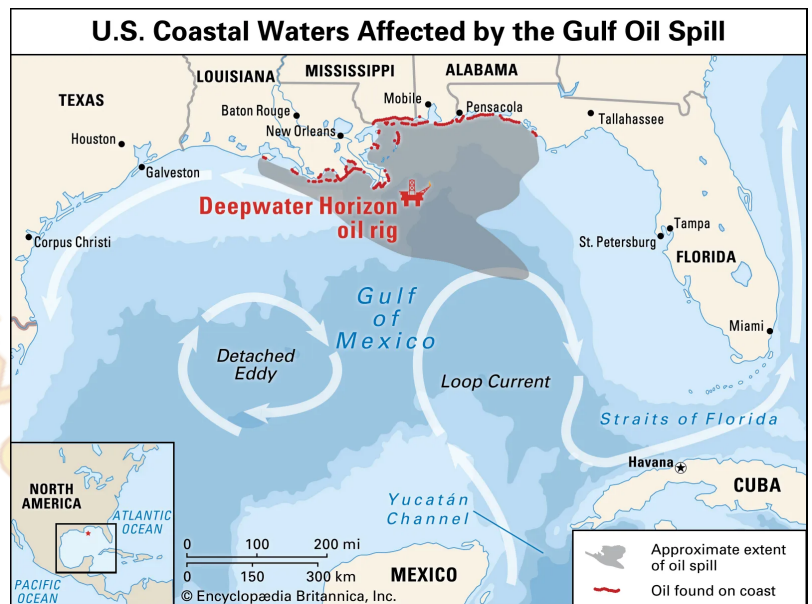 U.S. Coastal Waters Affected by the Gulf Oil Spill
LOUISIANA
MISSISSIPPI
ALABAMA
TEXAS
Mobile
Pensacola
Baton Rouge
Tallahassee
New Orleans
Houston
Galveston
Deepwater Horizon
oil rig
Corpus Christi
Tampa
St. Petersburg
FLORIDA
Gulf
of
Mexico
Miami
Detached
Eddy
Loop Current
Straits of Florida
Havana
CUBA
NORTH
AMERICA
ATLANTIC
OCEAN
PACIFIC
OCEAN
Yucatán
Channel
0 100 200 mi
0 150 300 km
MEXICO
© Encyclopædia Britannica, Inc.
Approximate extent
of oil spill
Oil found on coast